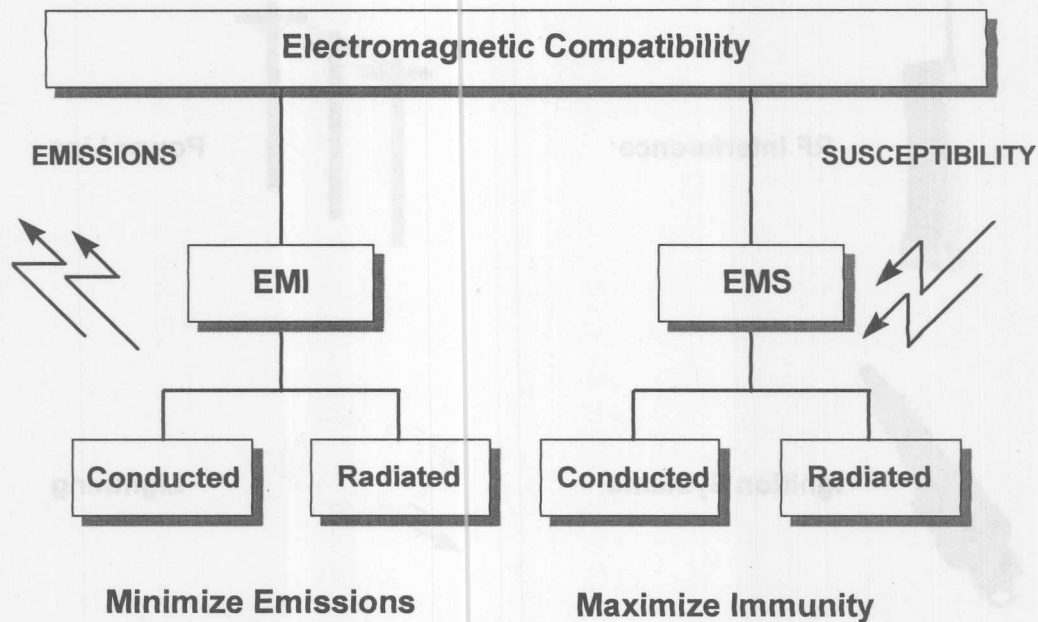 Electromagnetic Compatibility
EMISSIONS
SUSCEPTIBILITY
EMI
EMS
Conducted
Radiated
Conducted
Radiated
Minimize Emissions
Maximize Immunity